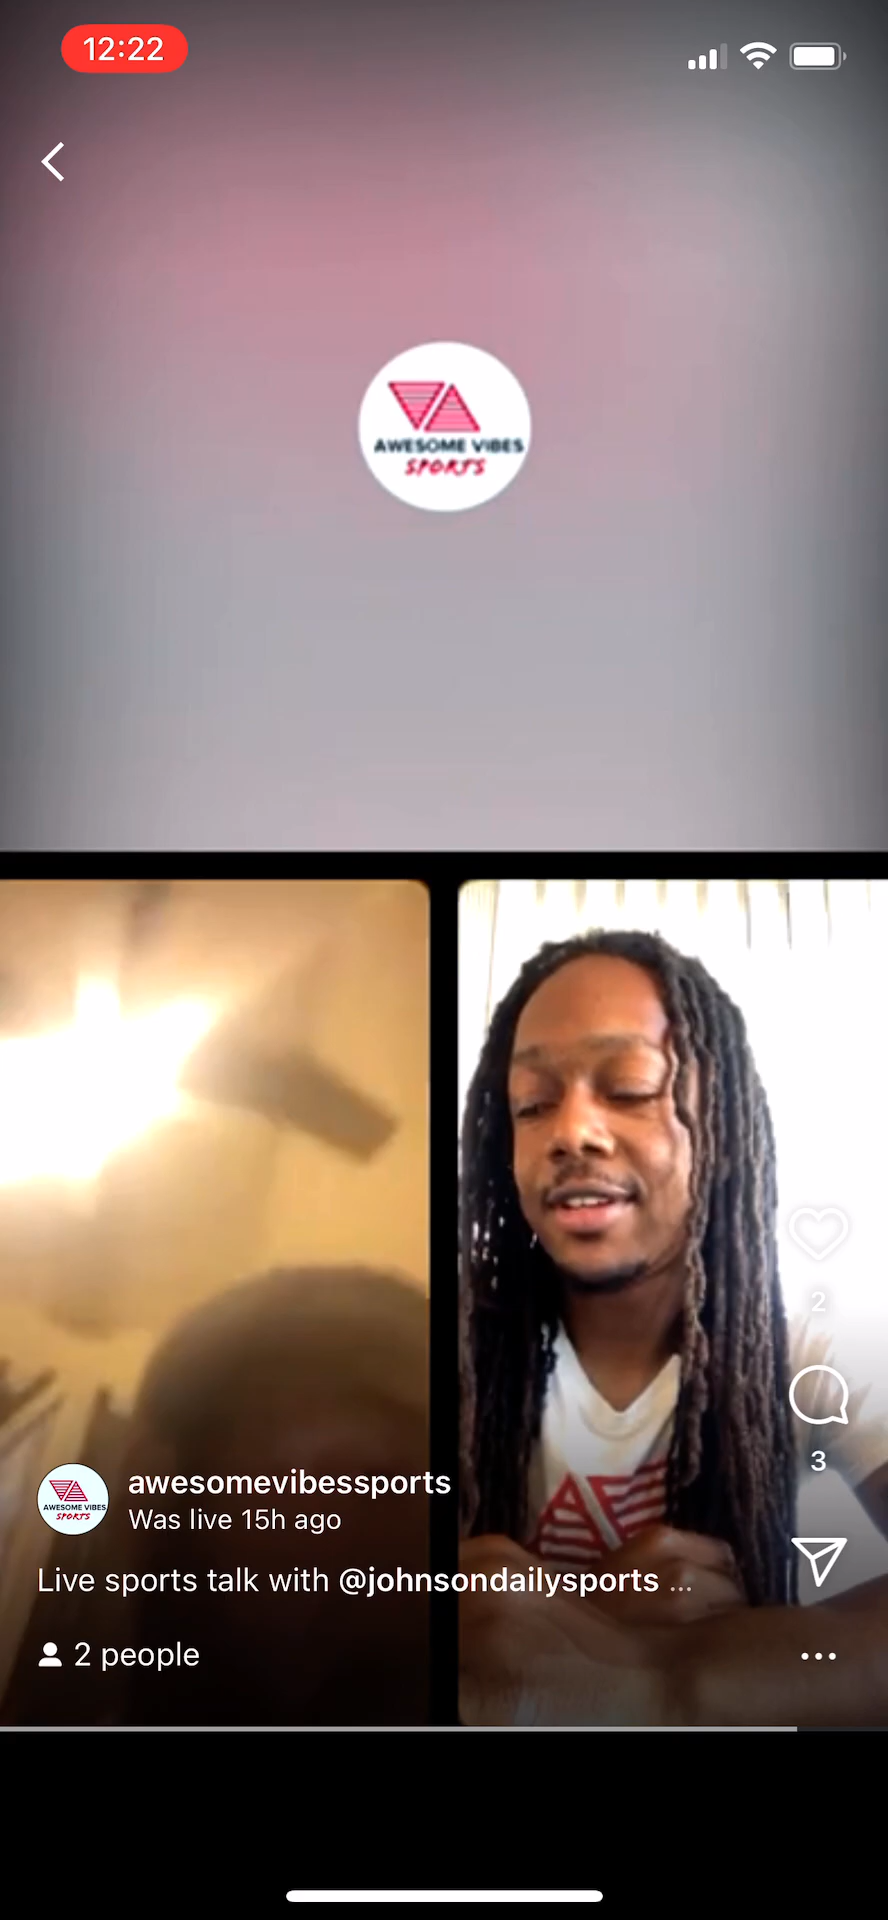 12:22
AWESOME VIBES
SPORTS
awesomevibessports
AWESOME VIBES
SPORTS
Was live 15h ago
Live sports talk with @johnsondailysports ...
2 people
2
3